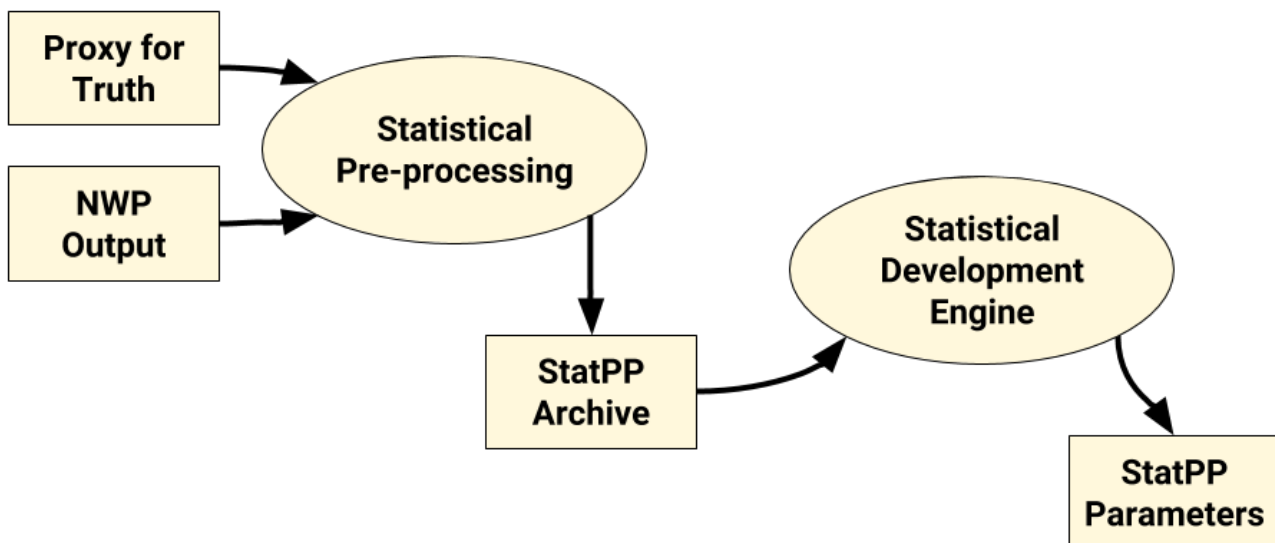 Proxy for
Truth
NWP
Output
Statistical
Pre-processing
StatPP
Archive
Statistical
Development
Engine
StatPP
Parameters